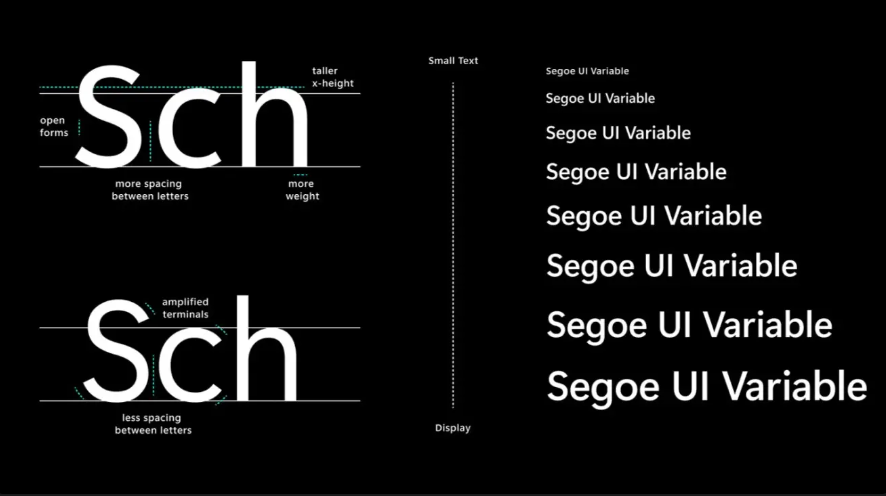 Sch
taller
x-height
open
forms
more spacing
between letters
more
weight
Sch
amplified
terminals
less spacing
between letters
Small Text
Display
Segoe UI Variable
Segoe UI Variable
Segoe UI Variable
Segoe UI Variable
Segoe UI Variable
Segoe UI Variable
Segoe UI Variable
Segoe UI Variable